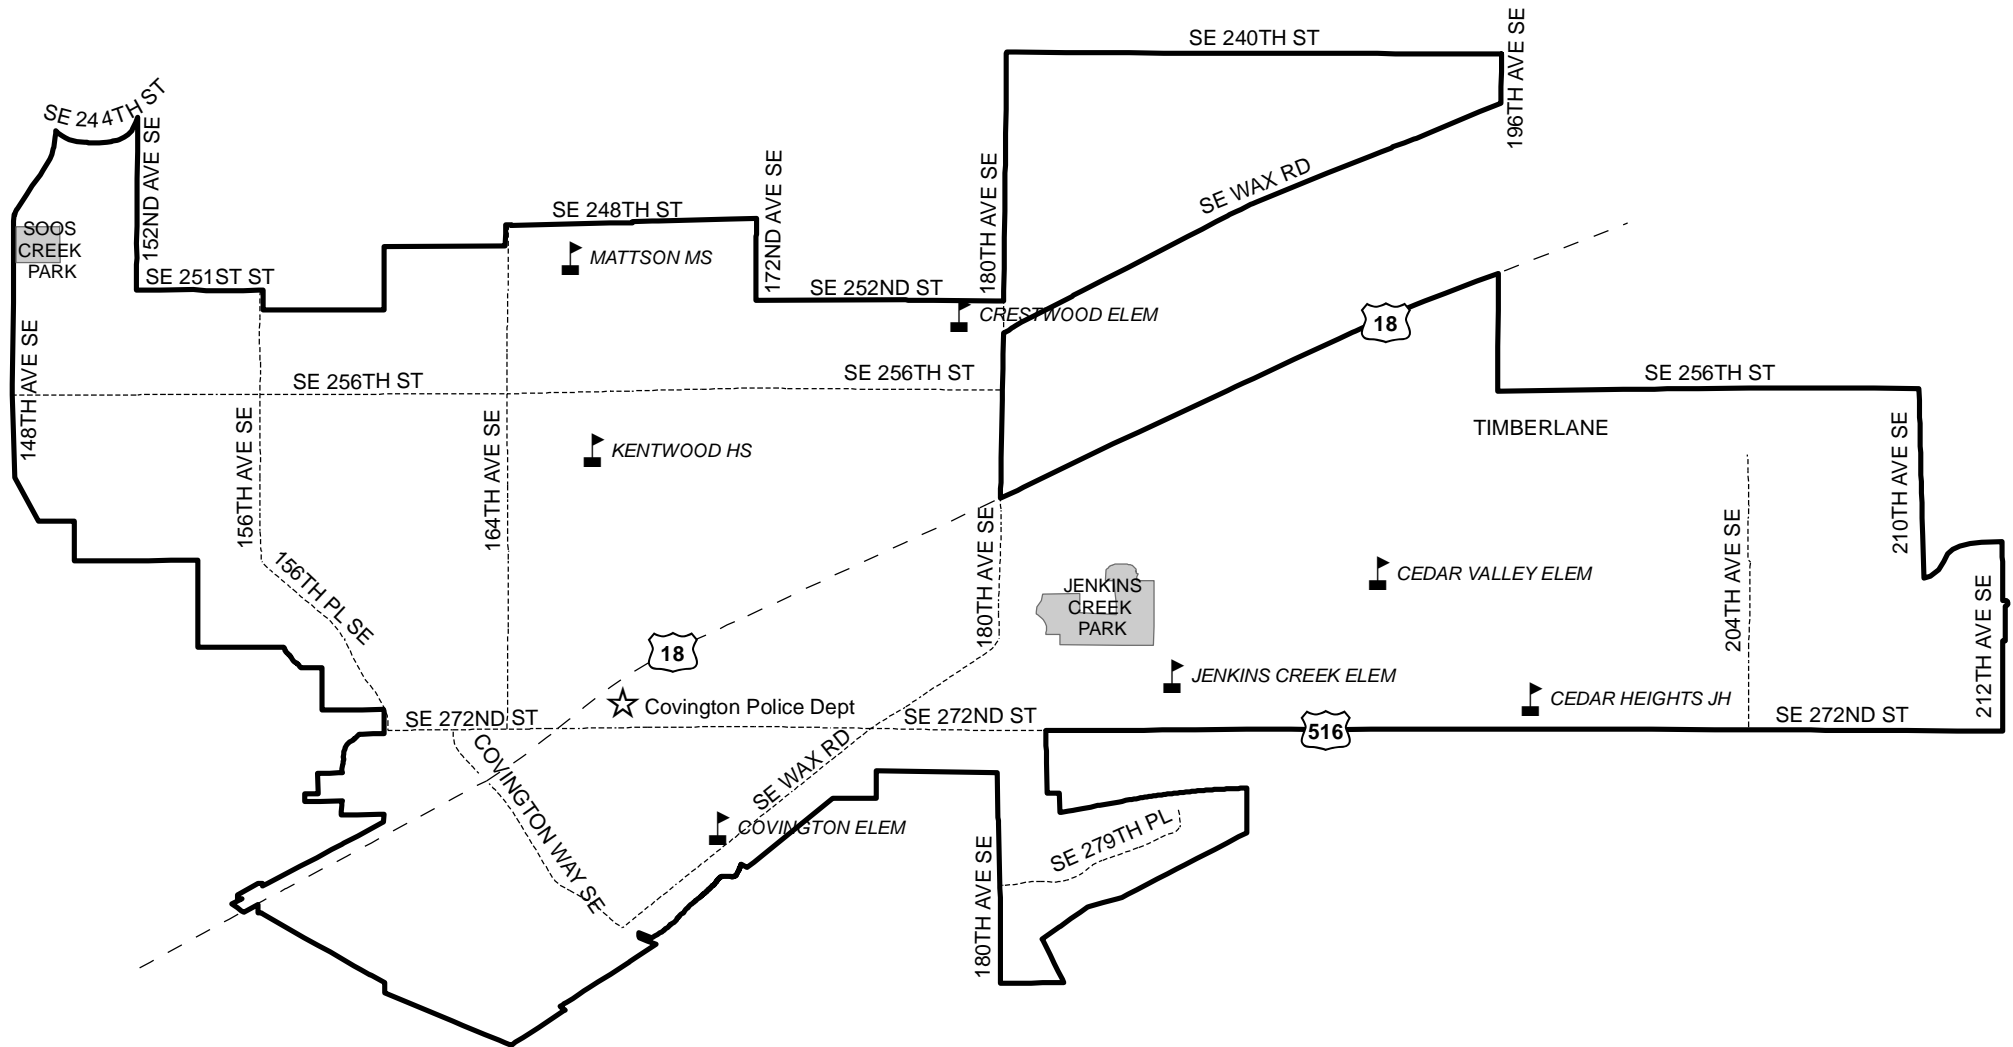 SE 240TH ST
196TH AVE SE
SE 244TH ST
152ND AVE SE
172ND AVE SE
180TH AVE SE
SE WAX RD
SE 248TH ST
SOOS
CREEK
PARK
MATTSON MS
SE 251ST ST
SE 252ND ST
CRESTWOOD ELEM
18
148TH AVE SE
SE 256TH ST
SE 256TH ST
SE 256TH ST
TIMBERLANE
156TH AVE SE
164TH AVE SE
KENTWOOD HS
210TH AVE SE
156TH PL SE
180TH AVE SE
JENKINS
CREEK
PARK
CEDAR VALLEY ELEM
204TH AVE SE
212TH AVE SE
18
JENKINS CREEK ELEM
CEDAR HEIGHTS JH
Covington Police Dept
SE 272ND ST
SE 272ND ST
SE 272ND ST
516
COVINGTON WAY SE
SE WAX RD
COVINGTON ELEM
180TH AVE SE
SE 279TH PL